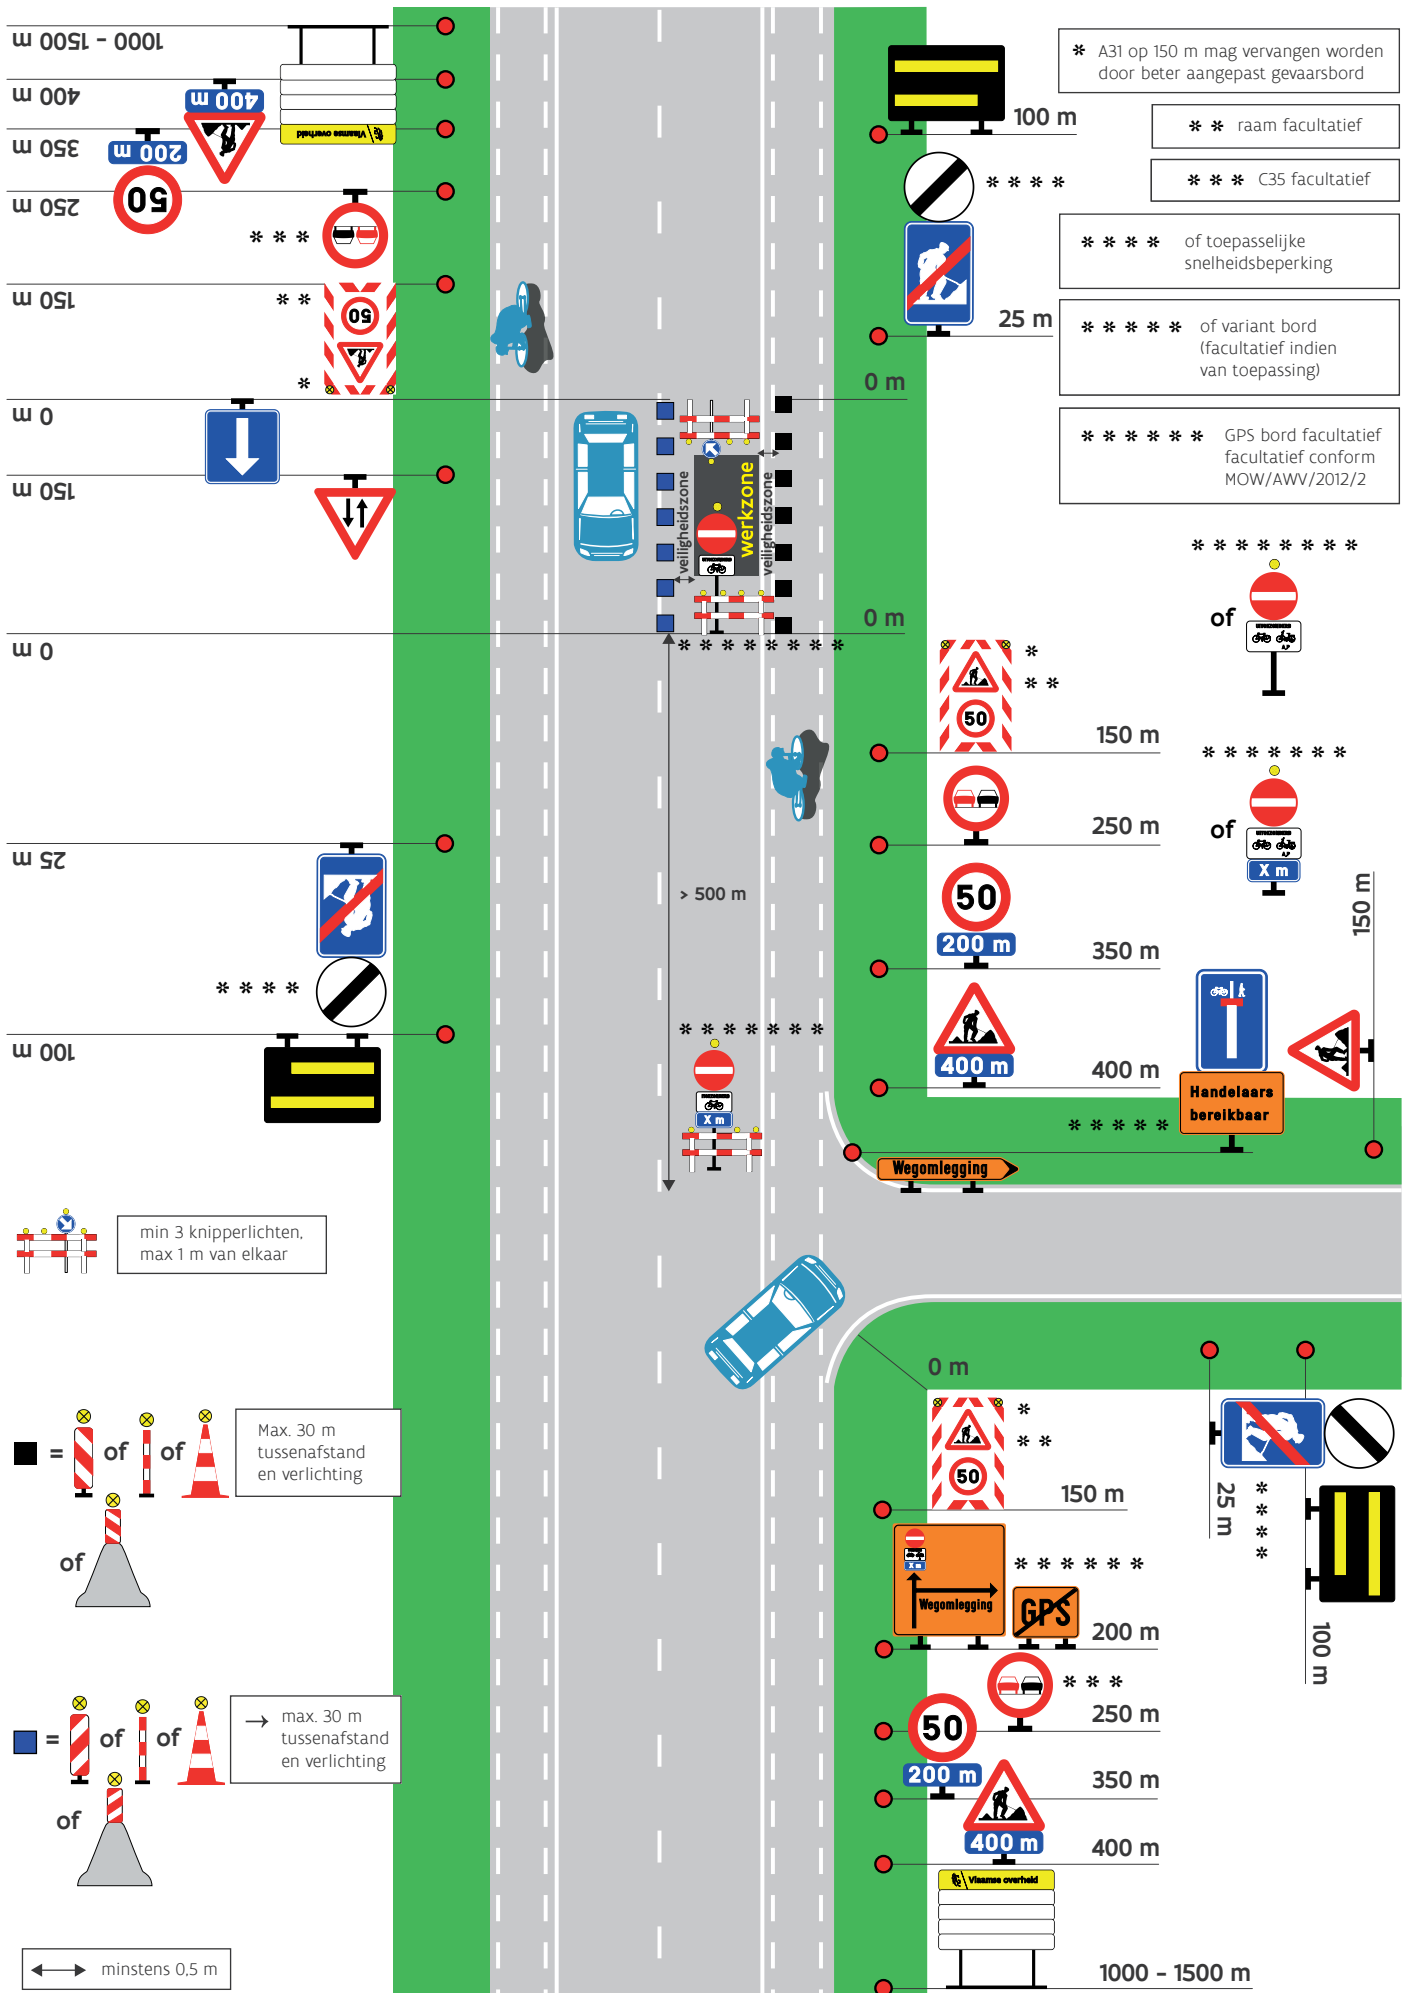 1000 - 1500 m
400 m
400 m
350 m
200 m
50
Vlaamse overheid
250 m
* * *
150 m
* *
50
*
0 m
150 m
0 m
25 m
* * * *
100 m
min 3 knipperlichten,
max 1 m van elkaar
= of of
Max. 30 m
tussenafstand
en verlichting
of
= of of
→ max. 30 m
tussenafstand
en verlichting
of
minstens 0,5 m
veiligheidszone
werkzone
veiligheidszone
* * * * * * * *
> 500 m
* * * * * * *
X m
100 m
* * * *
25 m
0 m
0 m
* A31 op 150 m mag vervangen worden
door beter aangepast gevaarsbord
* * raam facultatief
* * * C35 facultatief
* * * * of toepasselijke
snelheidsbeperking
* * * * * of variant bord
(facultatief indien
van toepassing)
* * * * * * GPS bord facultatief
facultatief conform
MOW/AWV/2012/2
* * * * * * * *
of
A,P
*
* *
50
150 m
* * * * * * *
of
A,P
X m
250 m
50
200 m
350 m
400 m
400 m
150 m
Handelaars
bereikbaar
* * * * *
Wegomlegging
0 m
*
* *
50
150 m
X m
Wegomlegging
* * * * * *
GPS
200 m
* * *
250 m
50
200 m
350 m
400 m
400 m
Vlaamse overheid
1000 - 1500 m
25 m
* * * *
100 m